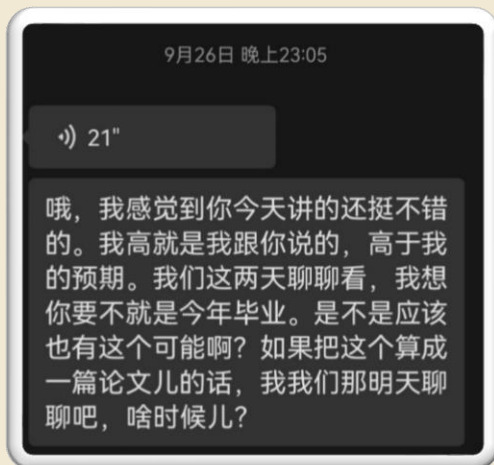 9月26日 晚上23:05
21"
哦，我感觉到你今天讲的还挺不错
的。我高就是我跟你说的，高于我
的预期。我们这两天聊聊看，我想
你要不就是今年毕业。是不是应该
也有这个可能啊？如果把这个算成
一篇论文儿的话，我我们那明天聊
聊吧，啥时候儿？